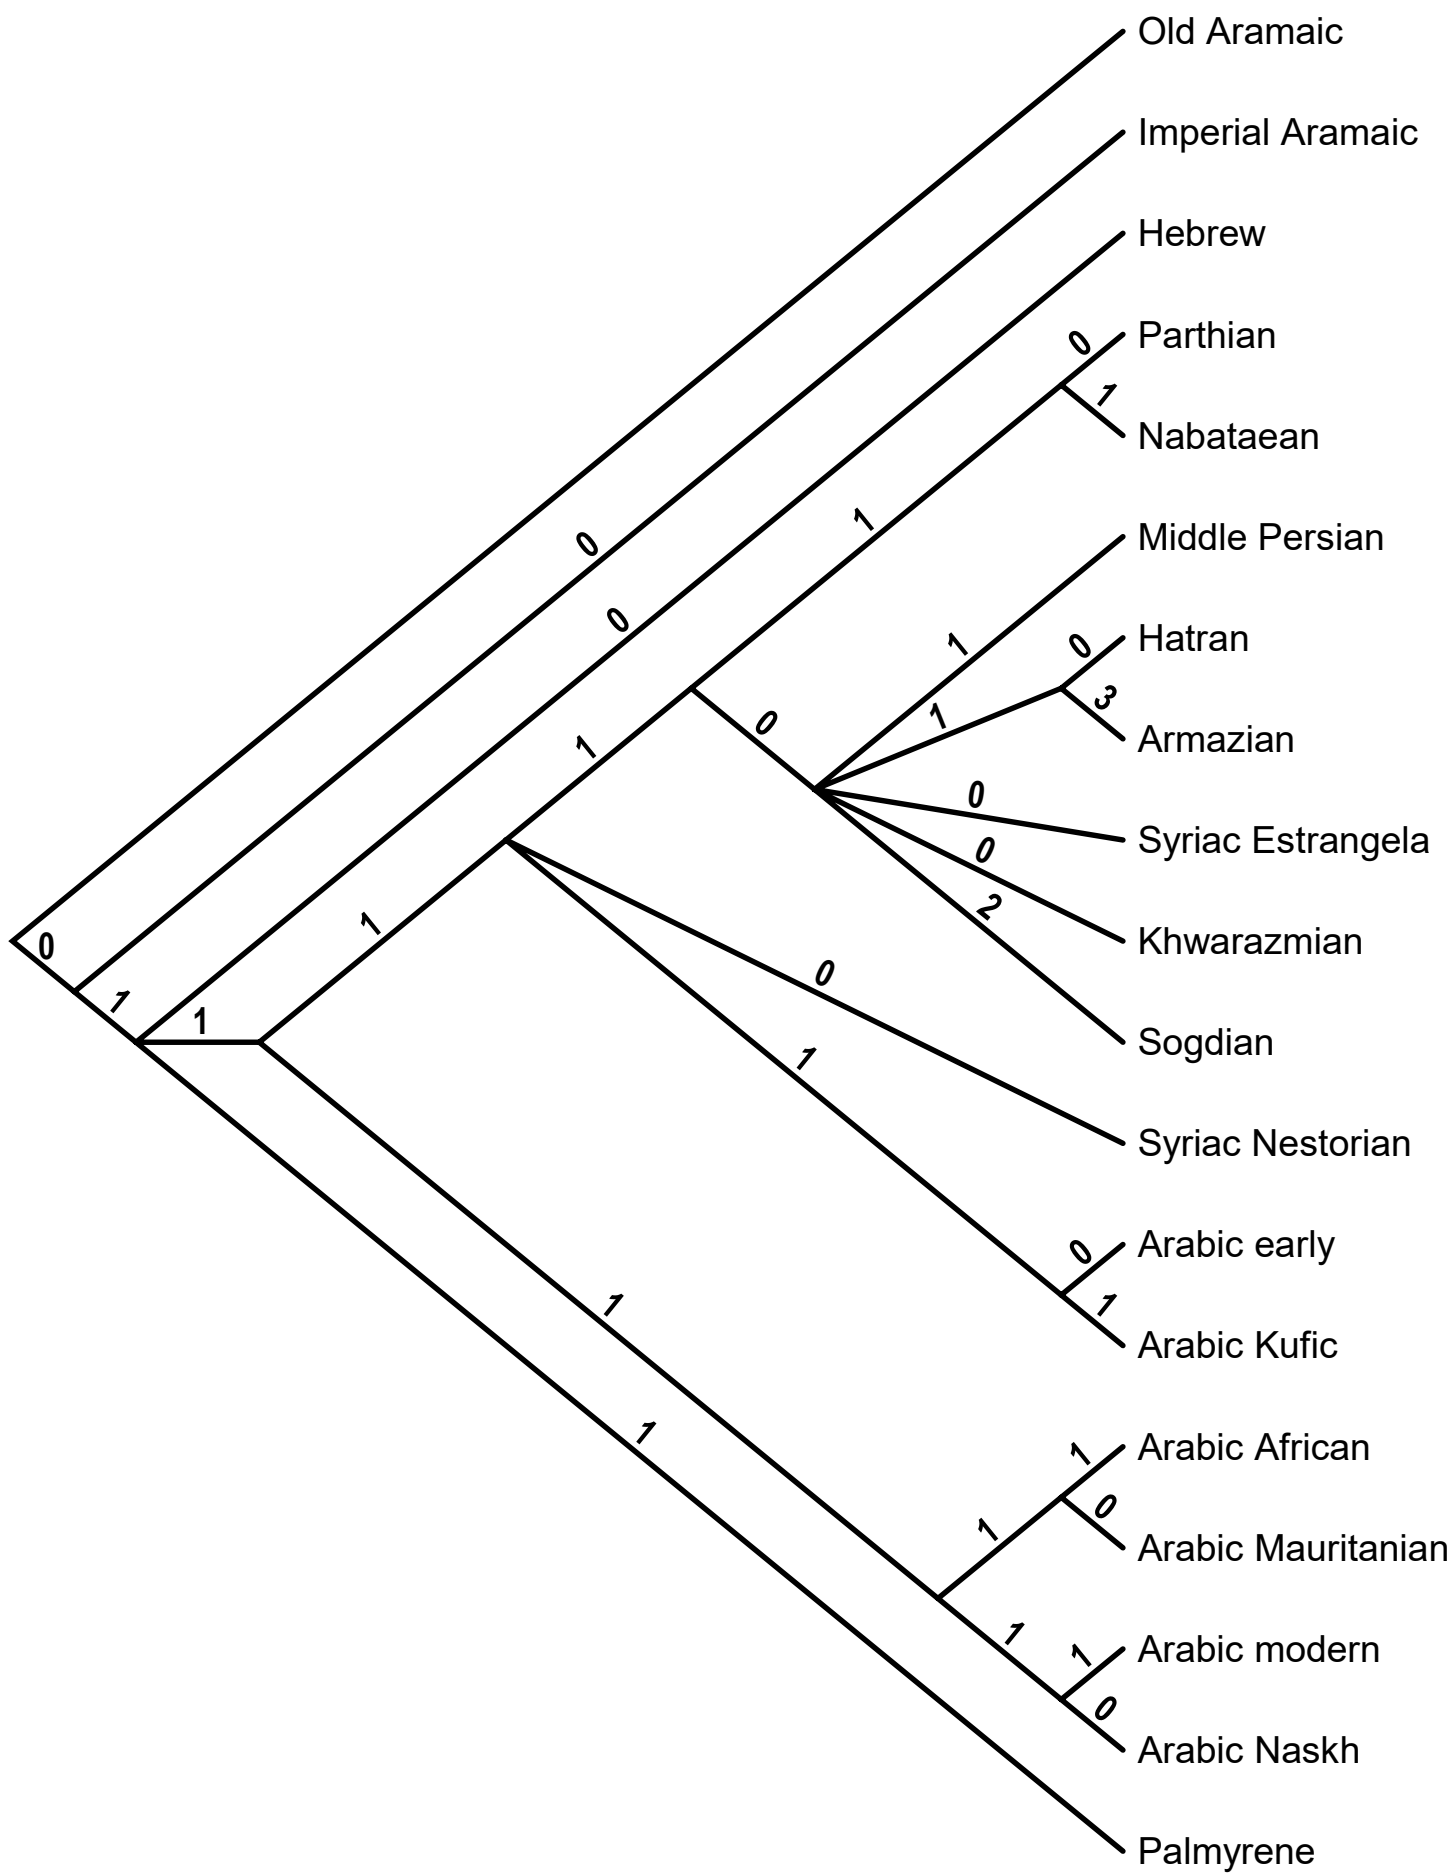 Old Aramaic
Imperial Aramaic
Hebrew
0
Parthian
1
Nabataean
1
0
Middle Persian
0
1
0
Hatran
1
3
Armazian
1
0
1
0
Syriac Estrangela
0
2
1
Khwarazmian
0
0
1
1
Sogdian
1
Syriac Nestorian
0
Arabic early
1
1
Arabic Kufic
1
1
Arabic African
0
1
Arabic Mauritanian
1
1
Arabic modern
0
Arabic Naskh
Palmyrene